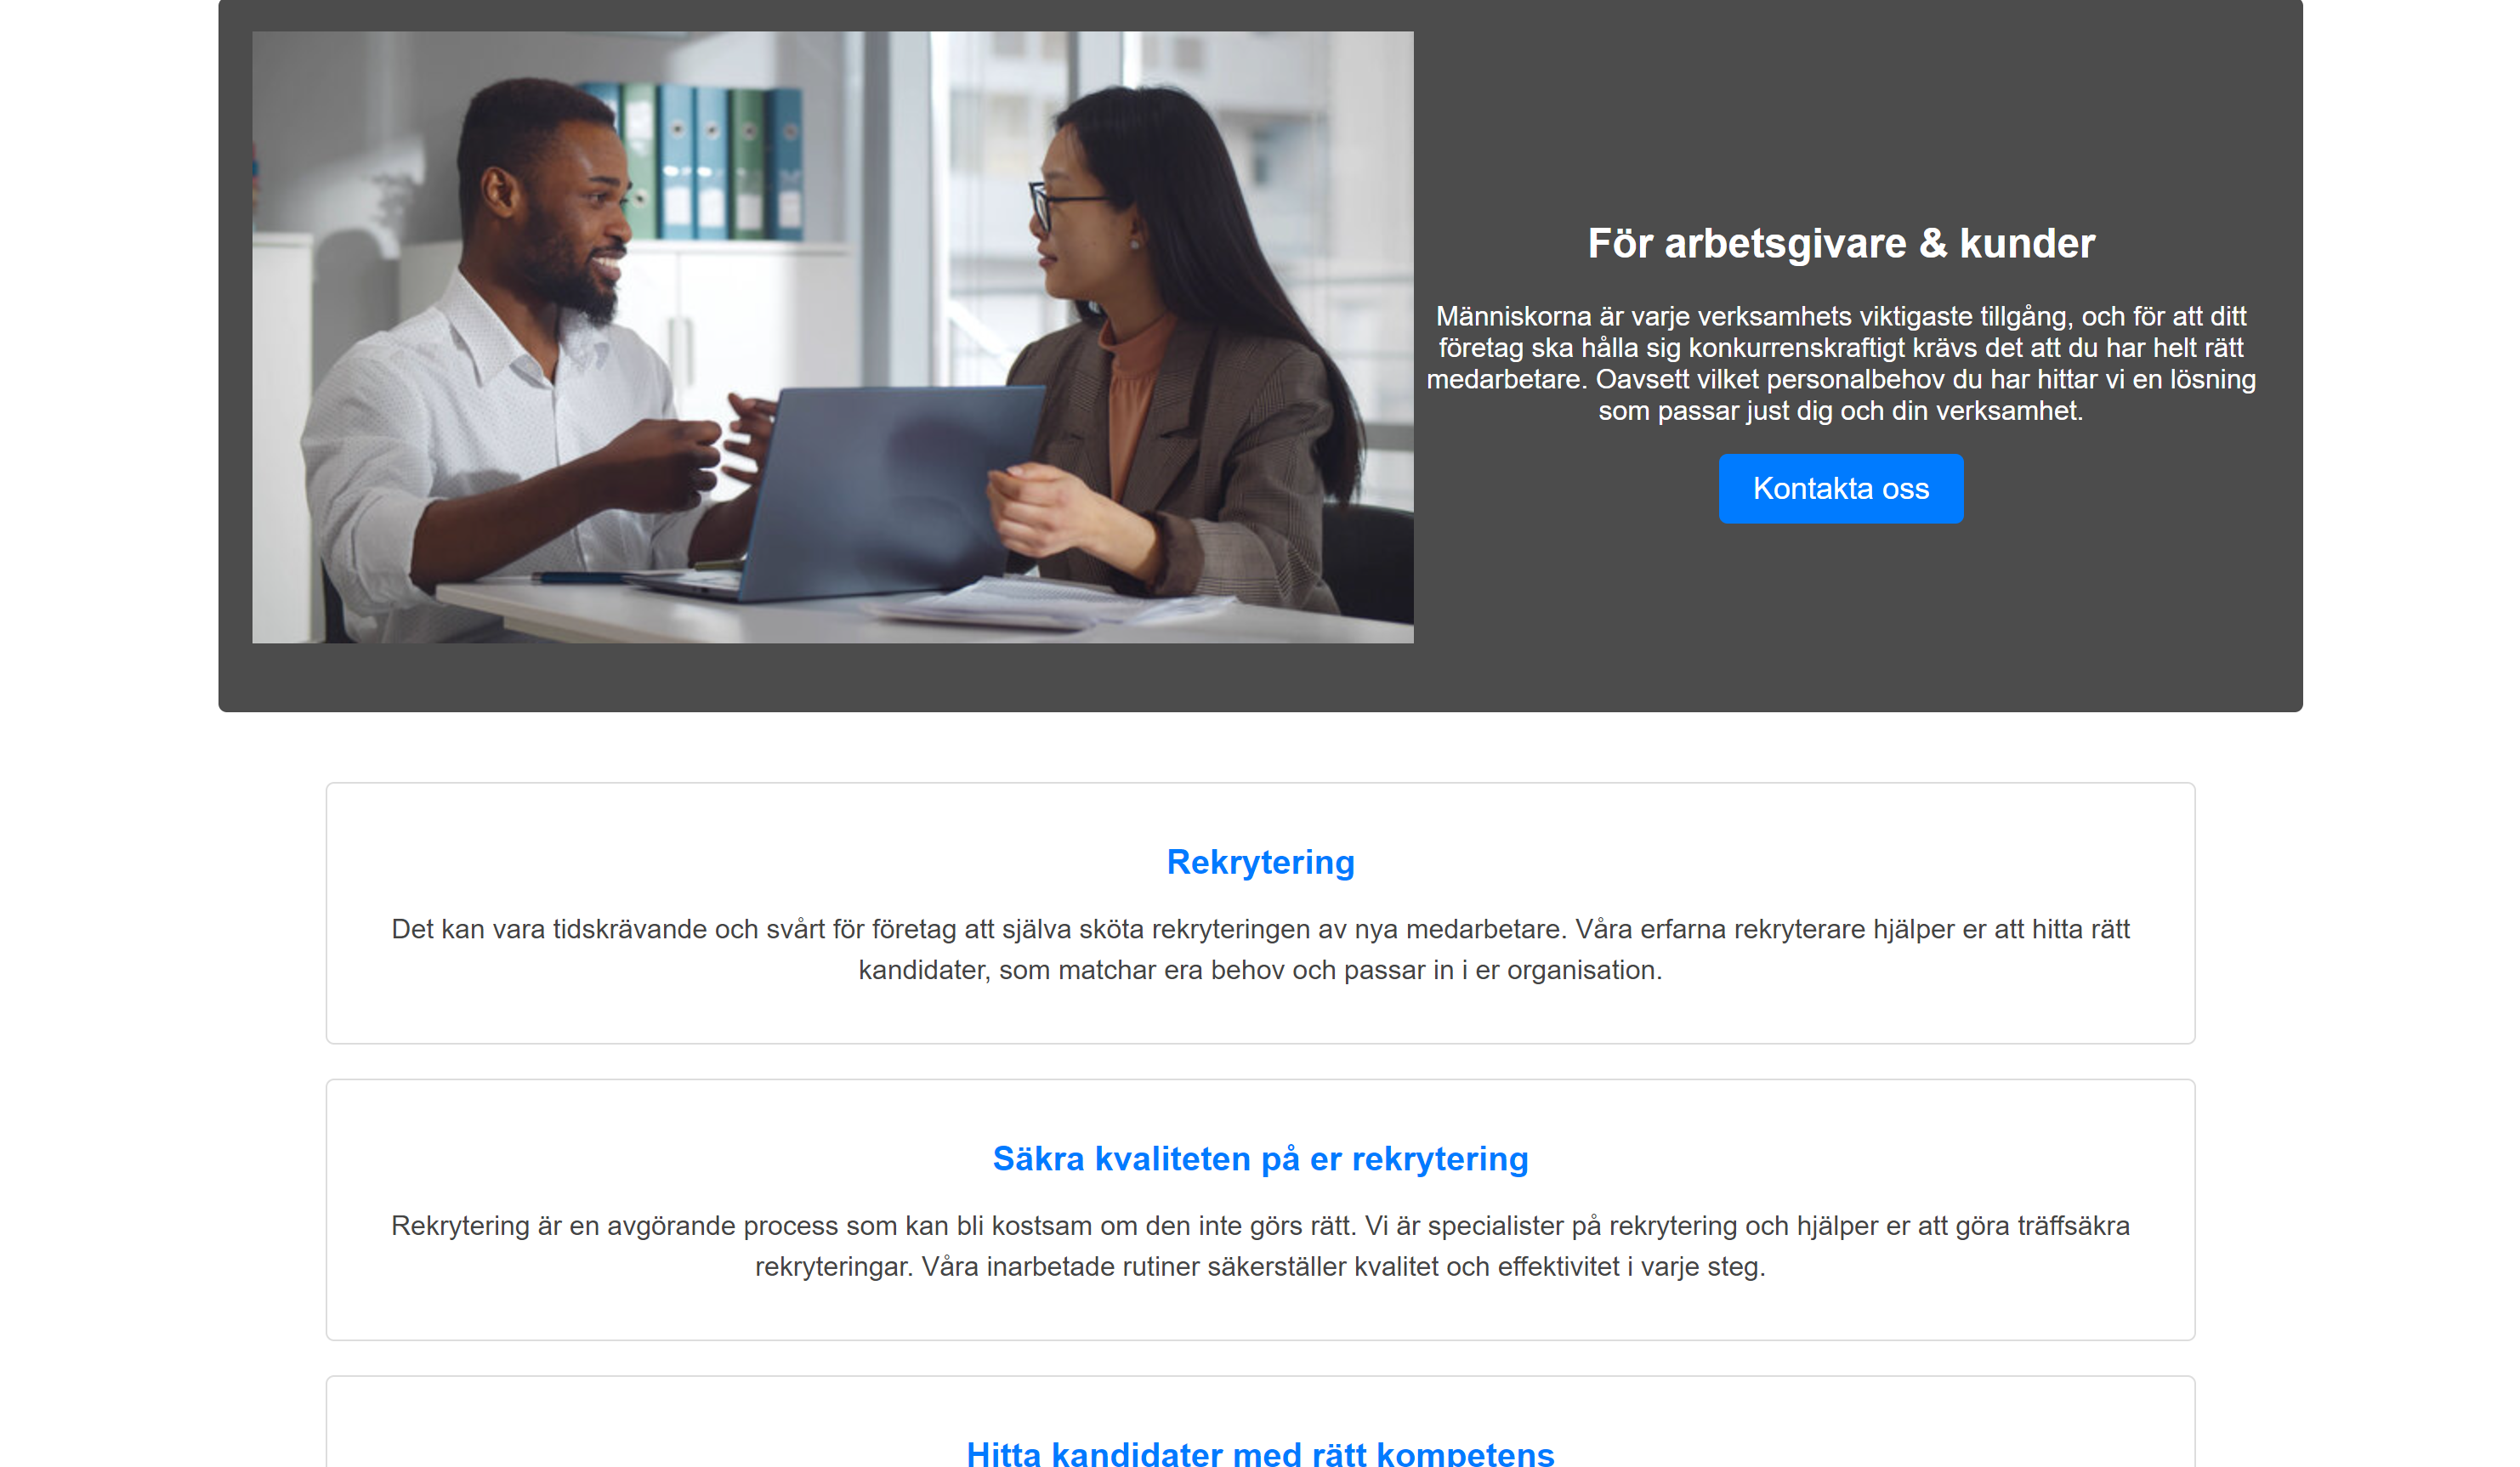 För arbetsgivare & kunder
Människorna är varje verksamhets viktigaste tillgång, och för att ditt
företag ska hålla sig konkurrenskraftigt krävs det att du har helt rätt
medarbetare. Oavsett vilket personalbehov du har hittar vi en lösning
som passar just dig och din verksamhet.
Kontakta oss
Rekrytering
Det kan vara tidskrävande och svårt för företag att själva sköta rekryteringen av nya medarbetare. Våra erfarna rekryterare hjälper er att hitta rätt
kandidater, som matchar era behov och passar in i er organisation.
Säkra kvaliteten på er rekrytering
Rekrytering är en avgörande process som kan bli kostsam om den inte görs rätt. Vi är specialister på rekrytering och hjälper er att göra träffsäkra
rekryteringar. Våra inarbetade rutiner säkerställer kvalitet och effektivitet i varje steg.
Hitta kandidater med rätt kompetens